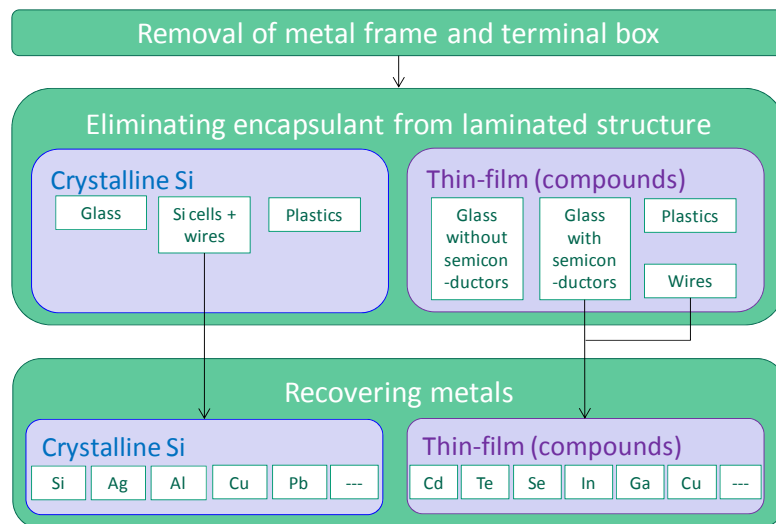 Removal of metal frame and terminal box
Eliminating encapsulant from laminated structure
Crystalline Si
Glass
Si cells +
wires
Plastics
Thin-film (compounds)
Glass
without
semicon
-ductors
Glass
with
semicon
-ductors
Plastics
Wires
Recovering metals
Crystalline Si
Si
Ag
Al
Cu
Pb
---
Thin-film (compounds)
Cd
Te
Se
In
Ga
Cu
---